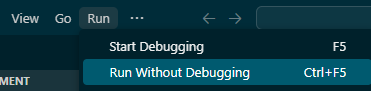 View Go Run ...
Start Debugging F5
Run Without Debugging Ctrl+F5
MENT